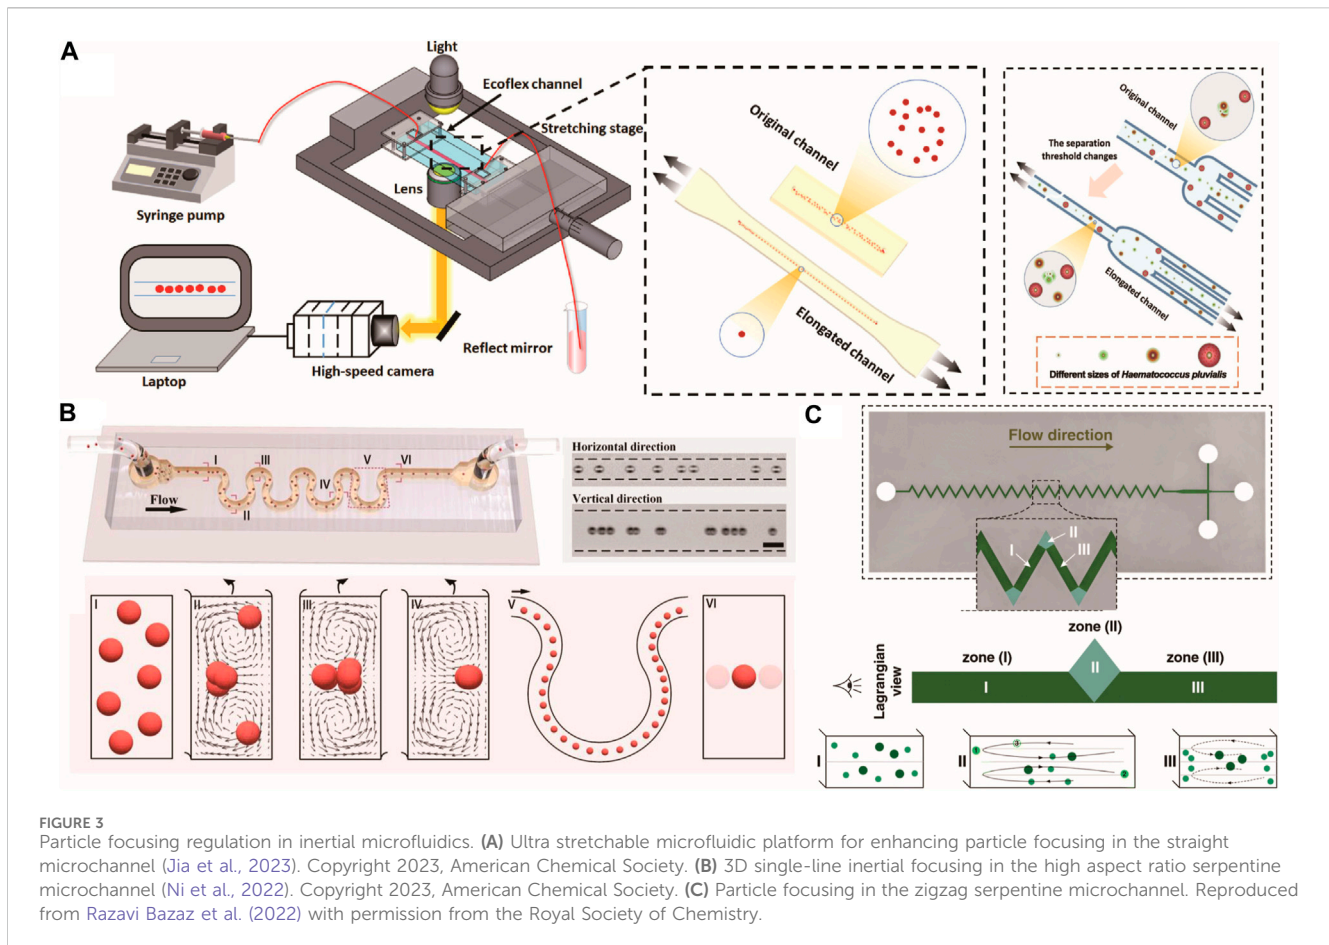 A
Light
Ecoflex channel
Stretching stage
Lens
Syringe pump
Laptop
High-speed camera
Reflect mirror
Original channel
Elongated channel
Original channel
The separation
threshold changes
Elongated channel
Different sizes of Haematococcus pluvialis
B
I
III
V
VI
IV
II
Flow
Horizontal direction
Vertical direction
I
II
III
IV
V
VI
C
Flow direction
I
II
III
zone (II)
zone (I)
zone (III)
Lagrangian
view
I
II
III
I
II
1
3
2
III
FIGURE 3
Particle focusing regulation in inertial microfluidics. (A) Ultra stretchable microfluidic platform for enhancing particle focusing in the straight
microchannel (Jia et al., 2023). Copyright 2023, American Chemical Society. (B) 3D single-line inertial focusing in the high aspect ratio serpentine
microchannel (Ni et al., 2022). Copyright 2023, American Chemical Society. (C) Particle focusing in the zigzag serpentine microchannel. Reproduced
from Razavi Bazaz et al. (2022) with permission from the Royal Society of Chemistry.